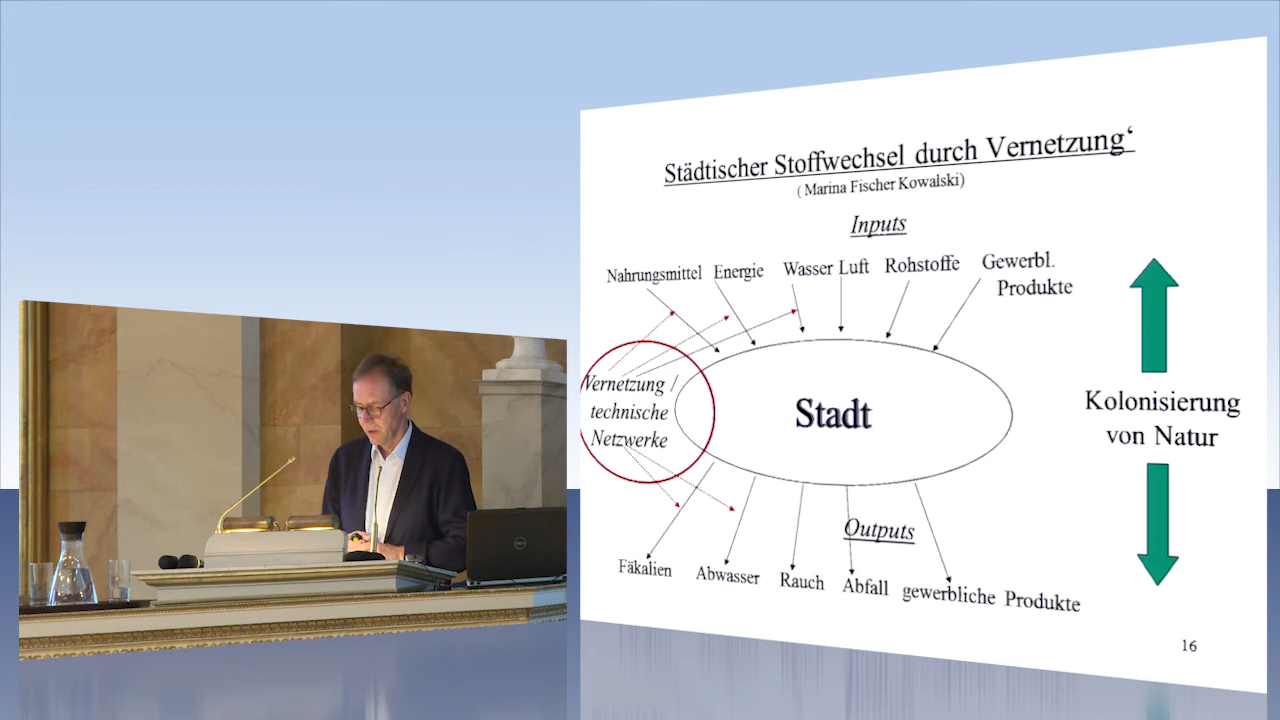 Städtischer Stoffwechsel durch Vernetzung‘
( Marina Fischer Kowalski)
Inputs
Nahrungsmittel Energie Wasser Luft Rohstoffe Gewerbl.
Produkte
Vernetzung /
technische
Netzwerke
Stadt
Kolonisierung
von Natur
Outputs
Fäkalien Abwasser Rauch Abfall gewerbliche Produkte
16
DELL